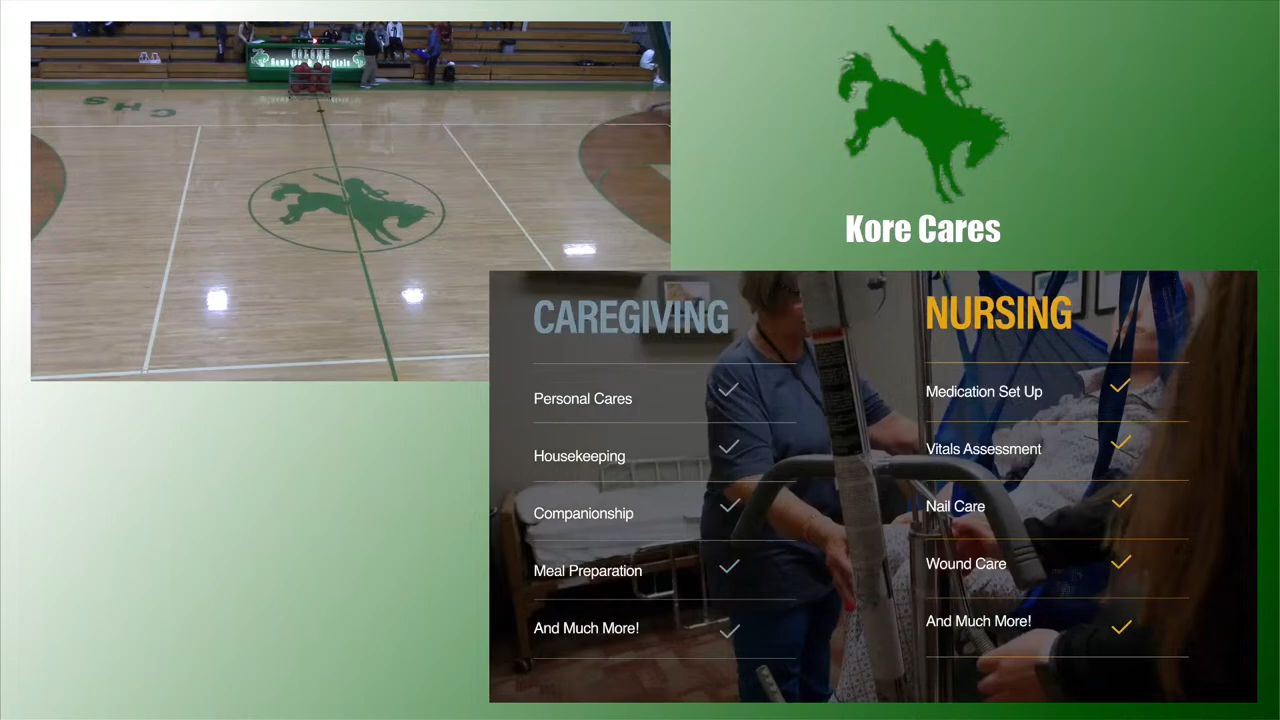 CHS
Kore Cares
CAREGIVING
Personal Cares
Housekeeping
Companionship
Meal Preparation
And Much More!
NURSING
Medication Set Up
Vitals Assessment
Nail Care
Wound Care
And Much More!